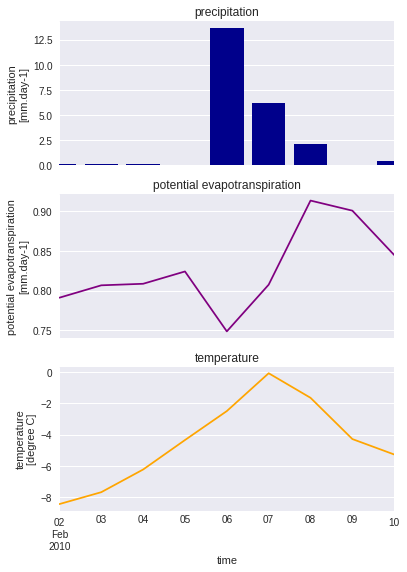 precipitation
precipitation
[mm.day-1]
12.5
10.0
7.5
5.0
2.5
0.0
potential evapotranspiration
potential evapotranspiration
[mm.day-1]
0.90
0.85
0.80
0.75
temperature
temperature
[degree C]
0
−2
−4
−6
−8
02 03 04 05 06 07 08 09 10
Feb
2010
time